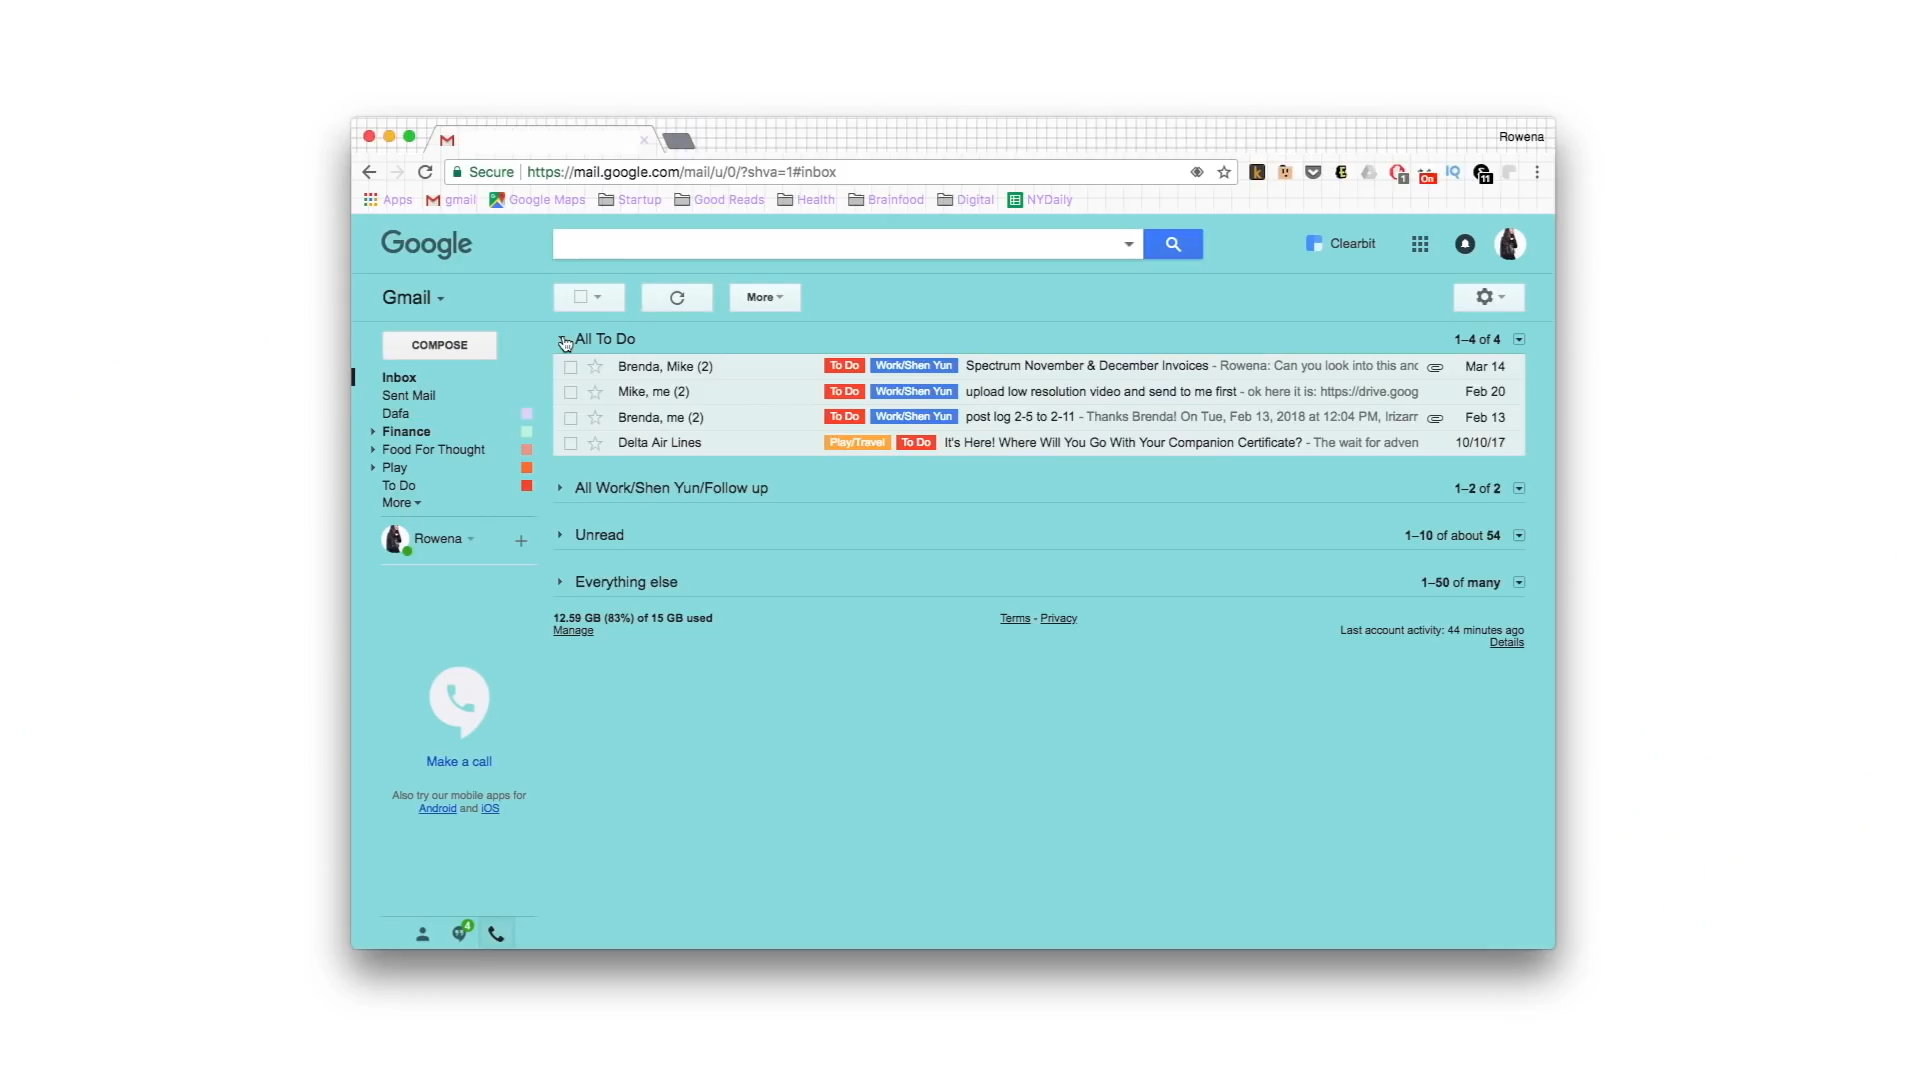 Rowena
Secure https://mail.google.com/mail/u/0/?shva=1#inbox
1 On IQ 11
Apps gmail Google Maps Startup Good Reads Health Brainfood Digital NYDaily
Google Clearbit
Gmail More
COMPOSE
All To Do 1–4 of 4
Brenda, Mike (2) To Do Work/Shen Yun Spectrum November & December Invoices - Rowena: Can you look into this and Mar 14
Mike, me (2) To Do Work/Shen Yun upload low resolution video and send to me first - ok here it is: https://drive.goog Feb 20
Brenda, me (2) To Do Work/Shen Yun post log 2-5 to 2-11 - Thanks Brenda! On Tue, Feb 13, 2018 at 12:04 PM, Irizarr Feb 13
Delta Air Lines Play/Travel To Do It's Here! Where Will You Go With Your Companion Certificate? - The wait for adven 10/10/17
Inbox
Sent Mail
Dafa
Finance
Food For Thought
Play
To Do
More
Rowena
All Work/Shen Yun/Follow up 1–2 of 2
Unread 1–10 of about 54
Everything else 1–50 of many
12.59 GB (83%) of 15 GB used
Manage
Terms - Privacy
Last account activity: 44 minutes ago
Details
Make a call
Also try our mobile apps for
Android and iOS
4